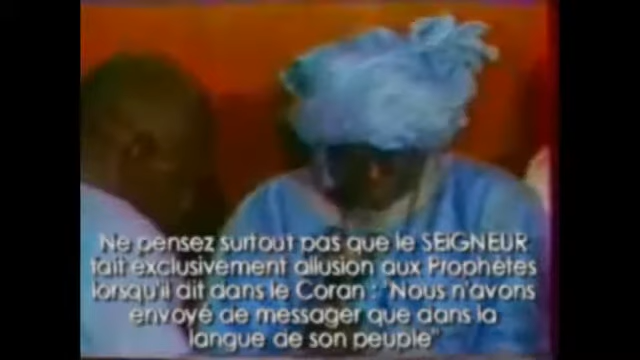 Ne pensez surtout pas que le SEIGNEUR
fait exclusivement allusion aux Prophètes
lorsqu'il dit dans le Coran : "Nous n'avons
envoyé de messager que dans la
langue de son peuple"